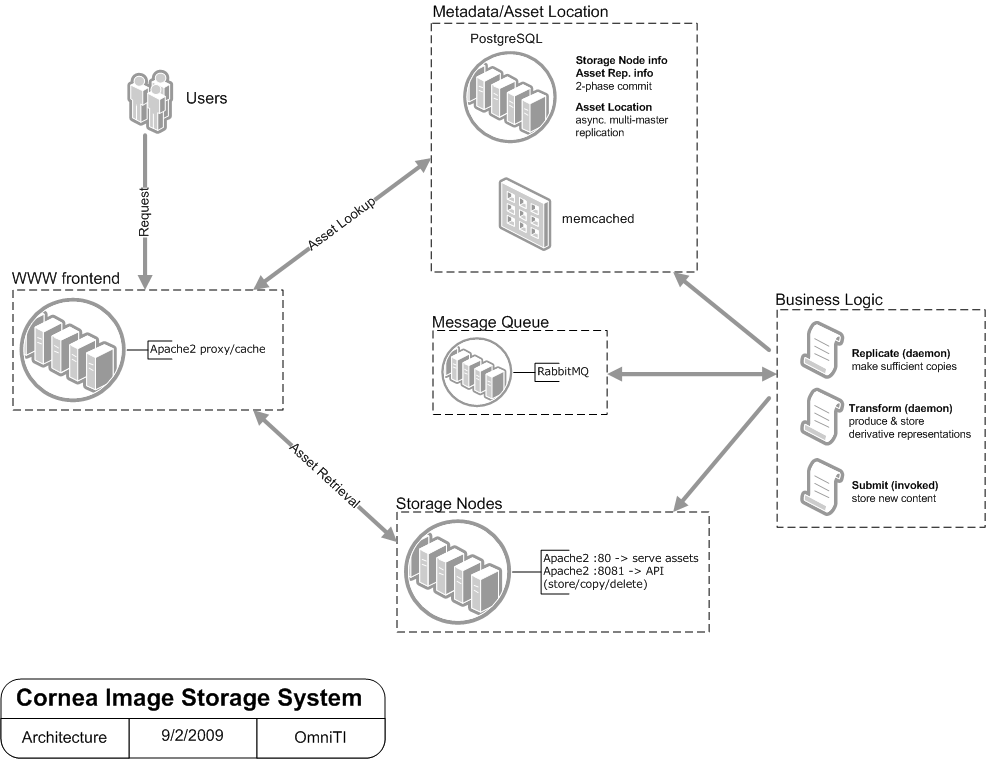 Metadata/Asset Location
PostgreSQL
Storage Node info
Asset Rep. info
2-phase commit
Asset Location
async. multi-master
replication
memcached
Users
Request
Asset Lookup
WWW frontend
Apache2 proxy/cache
Message Queue
RabbitMQ
Business Logic
Replicate (daemon)
make sufficient copies
Transform (daemon)
produce & store
derivative representations
Submit (invoked)
store new content
Asset Retrieval
Storage Nodes
Apache2 :80 -> serve assets
Apache2 :8081 -> API
(store/copy/delete)
Cornea Image Storage System
Architecture
9/2/2009
OmniTI